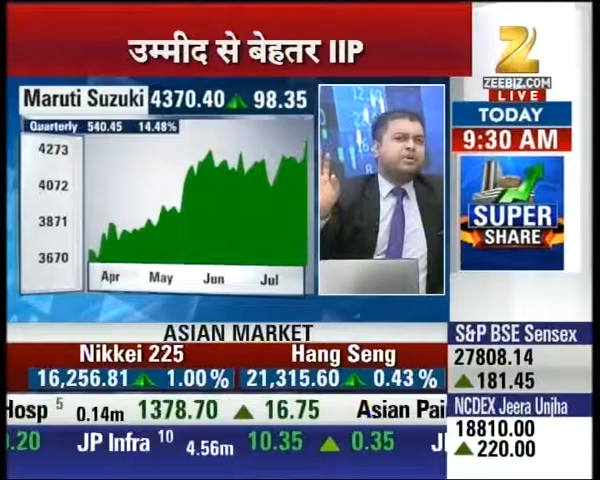 उम्मीद से बेहतर IIP
ZEEBIZ.COM
LIVE
TODAY
9:30 AM
SUPER
SHARE
Maruti Suzuki 4370.40 98.35
Quarterly 540.45 14.48%
4273
4072
3871
3670
Apr May Jun Jul
ASIAN MARKET
Nikkei 225 Hang Seng
16,256.81 1.00% 21,315.60 0.43%
S&P BSE Sensex
27808.14
181.45
NCDEX Jeera Unjha
18810.00
220.00
Hosp 5 0.14m 1378.70 16.75 Asian Pai
.20 JP Infra 10 4.56m 10.35 0.35